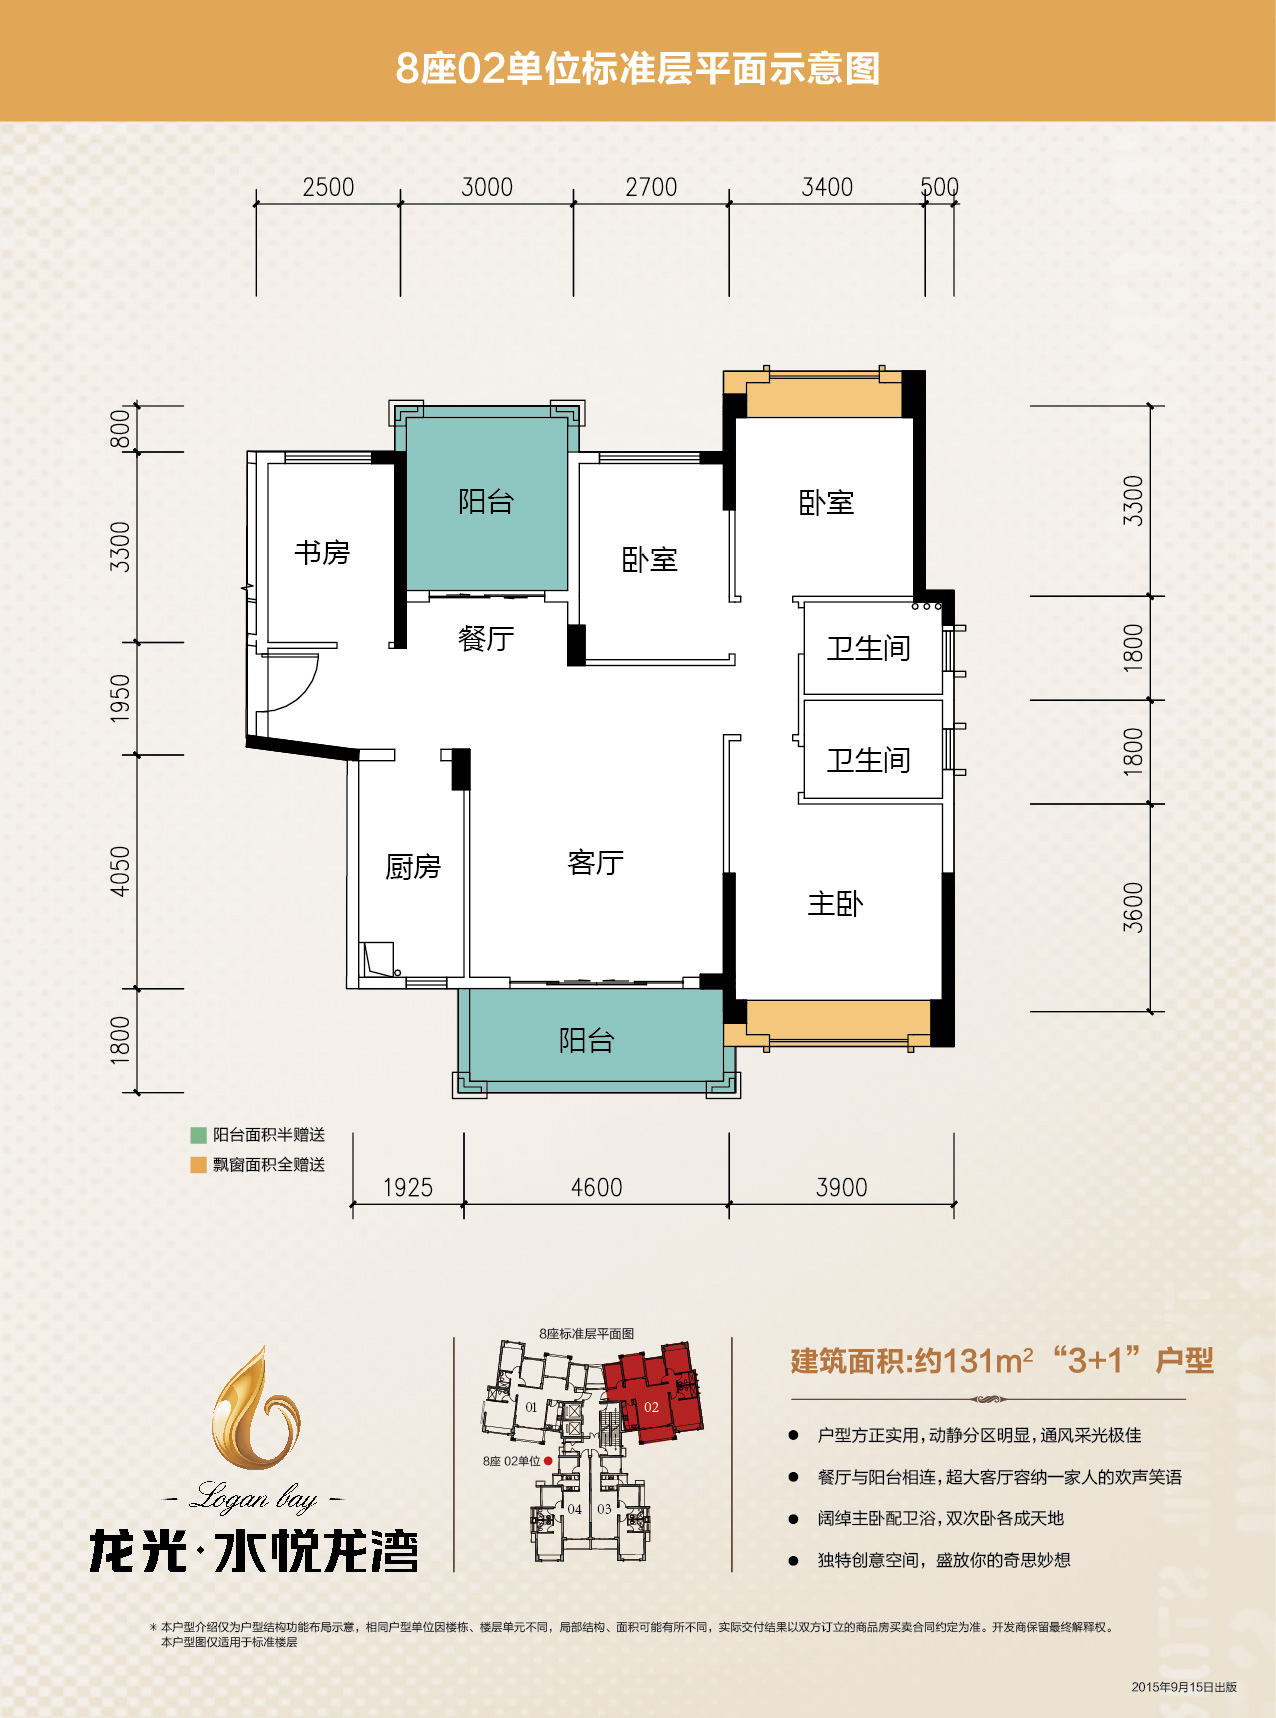 8座02单位标准层平面示意图
2500 3000 2700 3400 500
800
3300
1950
4050
1800
3300
1800
1800
3600
阳台
卧室
书房
卧室
餐厅
卫生间
卫生间
厨房
客厅
主卧
阳台
阳台面积半赠送
飘窗面积全赠送
1925 4600 3900
8座标准层平面图
01
02
8座 02单位
04
03
Logan bay
龙光·水悦龙湾
建筑面积:约131m²“3+1”户型
● 户型方正实用,动静分区明显,通风采光极佳
● 餐厅与阳台相连,超大客厅容纳一家人的欢声笑语
● 阔绰主卧配卫浴,双次卧各成天地
● 独特创意空间，盛放你的奇思妙想
＊ 本户型介绍仅为户型结构功能布局示意，相同户型单位因楼栋、楼层单元不同，局部结构、面积可能有所不同，实际交付结果以双方订立的商品房买卖合同约定为准。开发商保留最终解释权。
本户型图仅适用于标准楼层
2015年9月15日出版